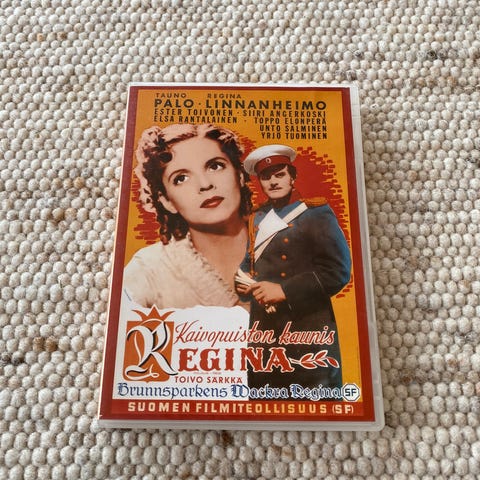 TAUNO REGINA
PALO · LINNANHEIMO
ESTER TOIVONEN · SIIRI ANGERKOSKI
ELSA RANTALAINEN · TOPPO ELONPERÄ
UNTO SALMINEN
YRJÖ TUOMINEN
Kaivopuiston kaunis
REGINA
TOIVO SÄRKKÄ
Brunnsparkens Wackra Regina SF
SUOMEN FILMITEOLLISUUS (SF)